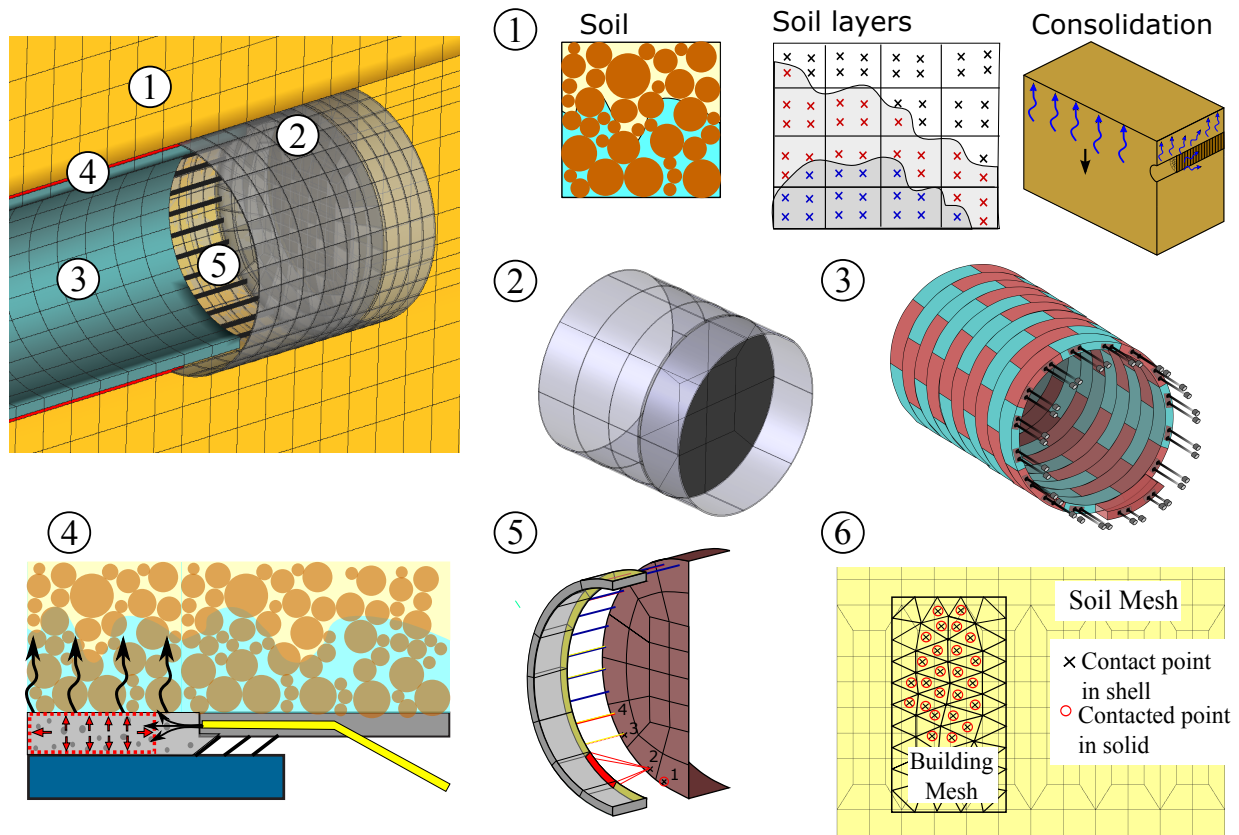 1
2
4
3
5
1
Soil
Soil layers
Consolidation
2
3
4
5
4
3
2
1
6
Soil Mesh
Contact point
in shell
Contacted point
in solid
Building
Mesh